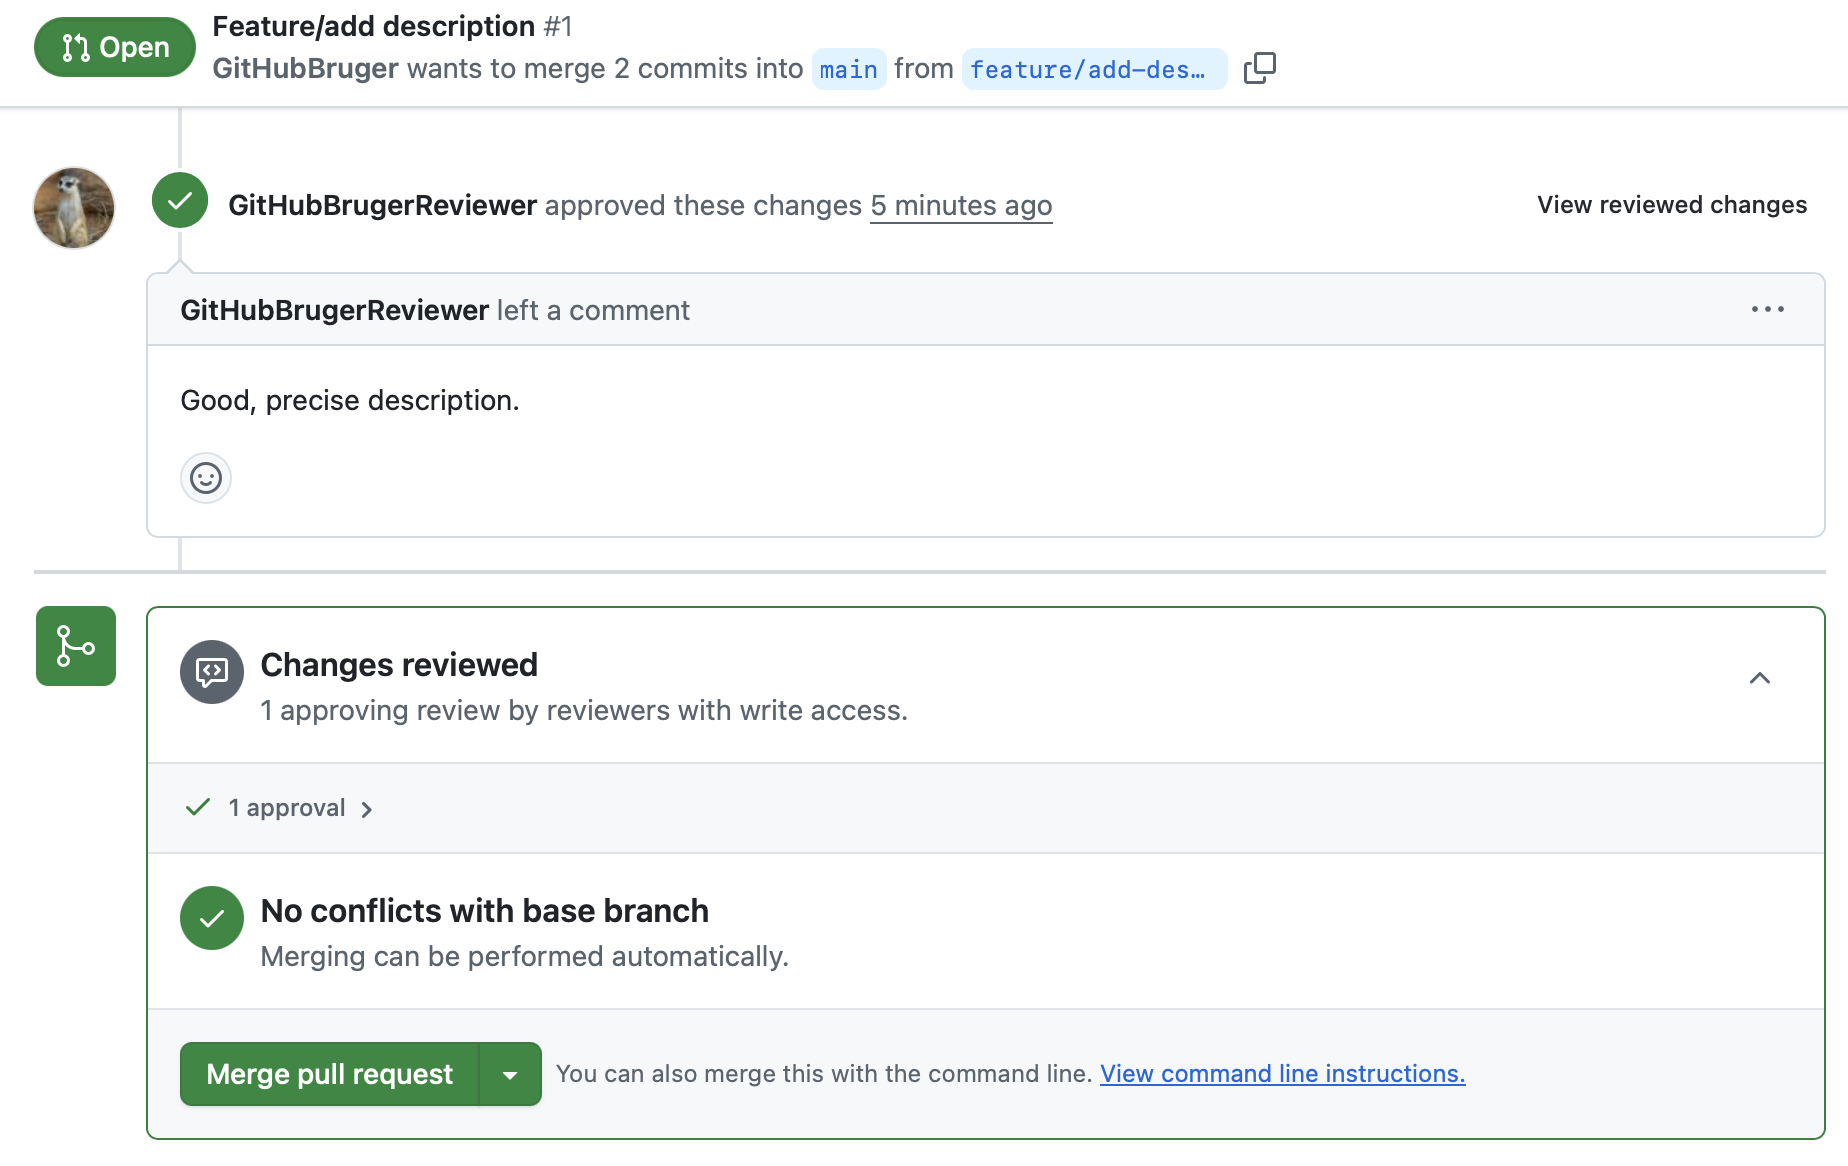 Open
Feature/add description #1
GitHubBruger wants to merge 2 commits into main from feature/add-des…
GitHubBrugerReviewer approved these changes 5 minutes ago
View reviewed changes
GitHubBrugerReviewer left a comment
Good, precise description.
Changes reviewed
1 approving review by reviewers with write access.
1 approval
No conflicts with base branch
Merging can be performed automatically.
Merge pull request
You can also merge this with the command line. View command line instructions.